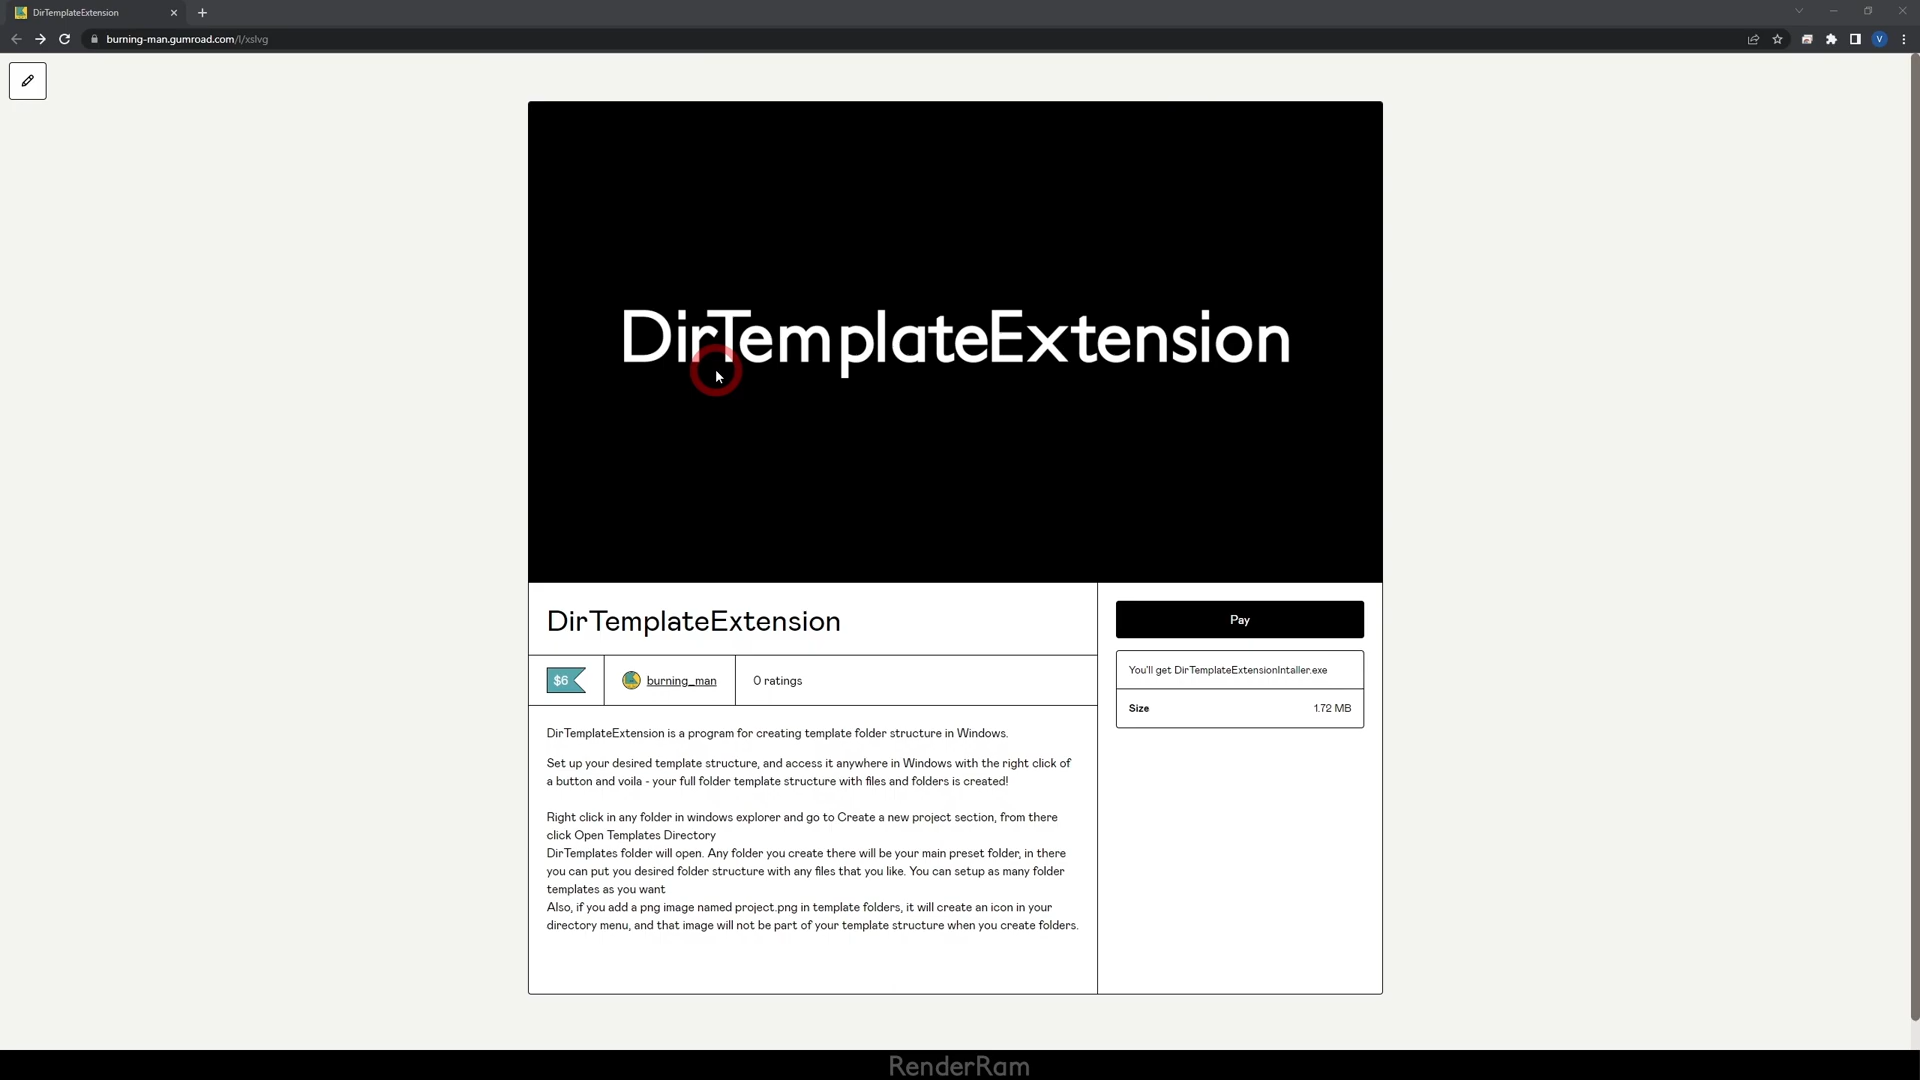 DirTemplateExtension
burning-man.gumroad.com/l/xslvg
V
DirTemplateExtension
DirTemplateExtension
Pay
$6
burning_man
0 ratings
You'll get DirTemplateExtensionIntaller.exe
Size 1.72 MB
DirTemplateExtension is a program for creating template folder structure in Windows.
Set up your desired template structure, and access it anywhere in Windows with the right click of
a button and voila - your full folder template structure with files and folders is created!
Right click in any folder in windows explorer and go to Create a new project section, from there
click Open Templates Directory
DirTemplates folder will open. Any folder you create there will be your main preset folder, in there
you can put you desired folder structure with any files that you like. You can setup as many folder
templates as you want
Also, if you add a png image named project.png in template folders, it will create an icon in your
directory menu, and that image will not be part of your template structure when you create folders.
RenderRam